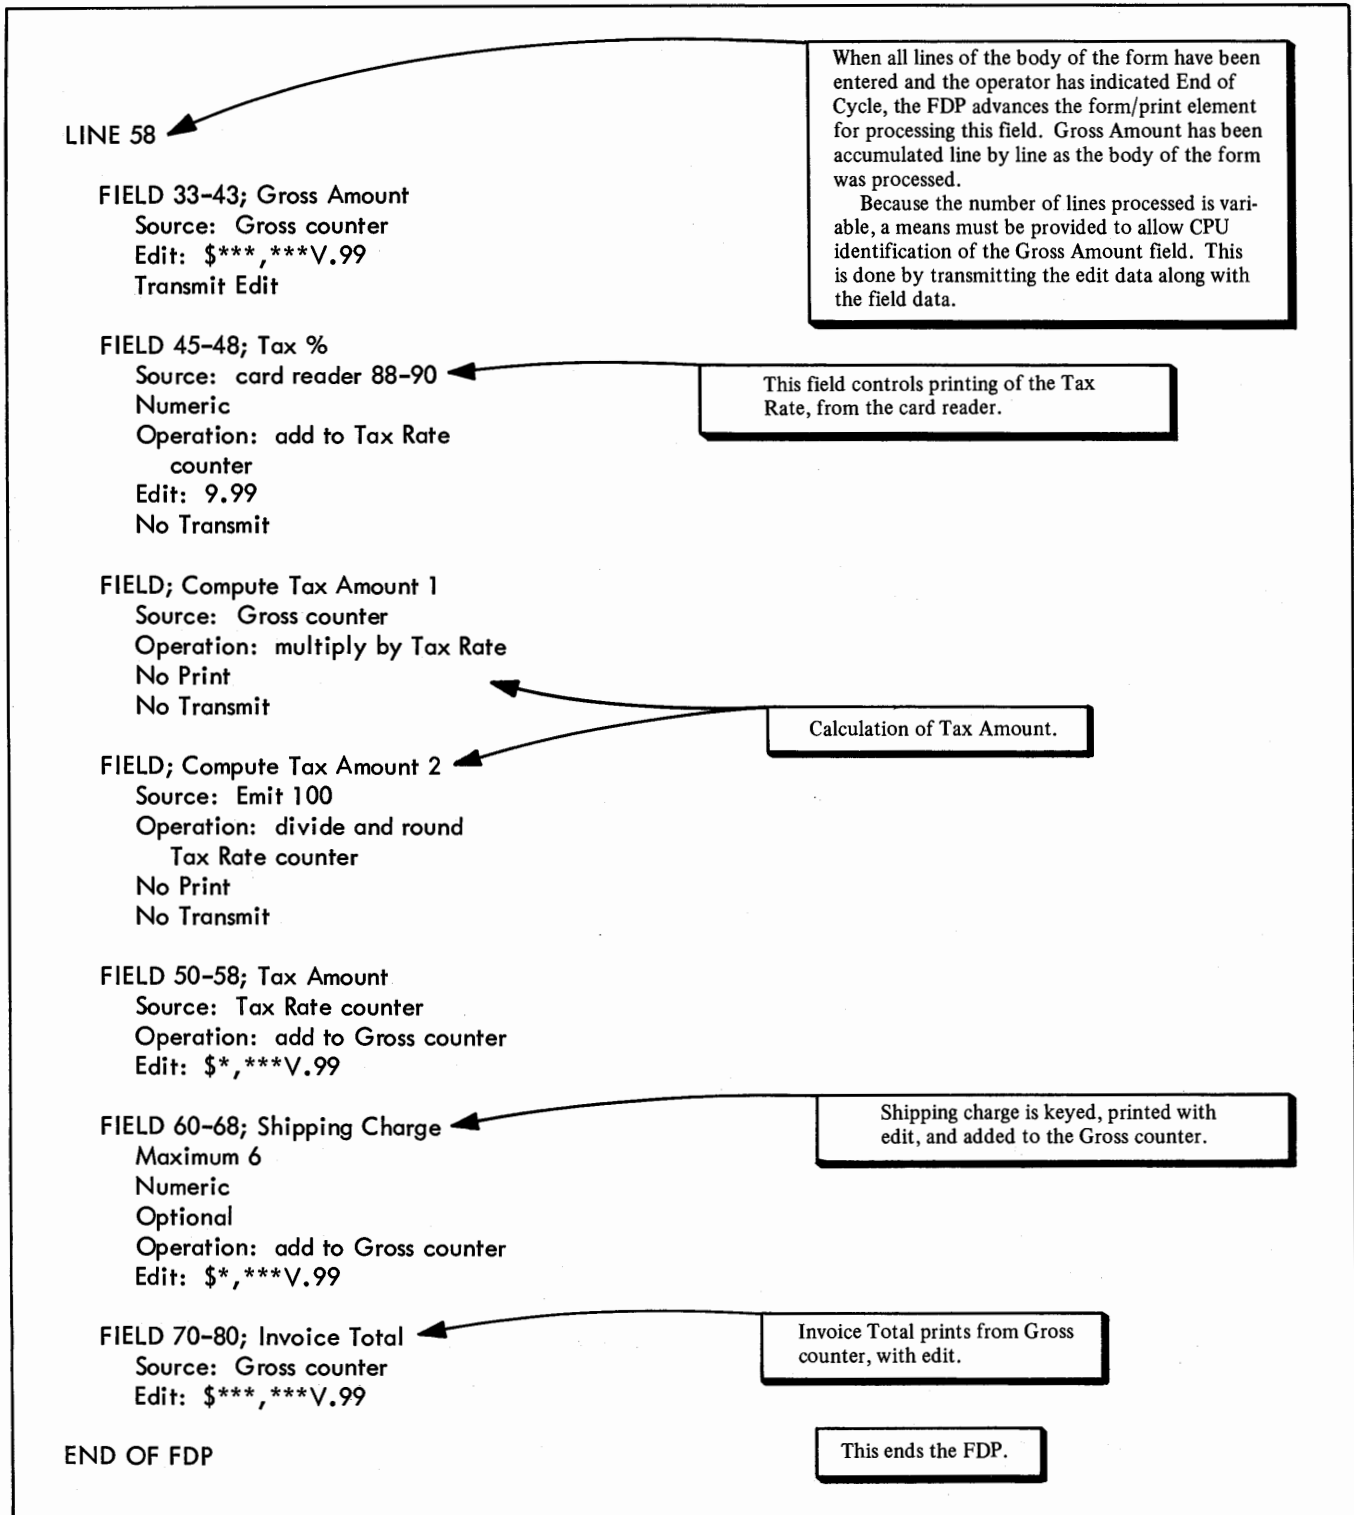 When all lines of the body of the form have been
entered and the operator has indicated End of
Cycle, the FDP advances the form/print element
for processing this field. Gross Amount has been
accumulated line by line as the body of the form
was processed.
Because the number of lines processed is vari-
able, a means must be provided to allow CPU
identification of the Gross Amount field. This
is done by transmitting the edit data along with
the field data.
LINE 58
FIELD 33-43; Gross Amount
Source: Gross counter
Edit: $***,***V.99
Transmit Edit
FIELD 45-48; Tax %
Source: card reader 88-90
Numeric
Operation: add to Tax Rate
counter
Edit: 9.99
No Transmit
This field controls printing of the Tax
Rate, from the card reader.
FIELD; Compute Tax Amount 1
Source: Gross counter
Operation: multiply by Tax Rate
No Print
No Transmit
Calculation of Tax Amount.
FIELD; Compute Tax Amount 2
Source: Emit 100
Operation: divide and round
Tax Rate counter
No Print
No Transmit
FIELD 50-58; Tax Amount
Source: Tax Rate counter
Operation: add to Gross counter
Edit: $*,***V.99
FIELD 60-68; Shipping Charge
Maximum 6
Numeric
Optional
Operation: add to Gross counter
Edit: $*,***V.99
Shipping charge is keyed, printed with
edit, and added to the Gross counter.
FIELD 70-80; Invoice Total
Source: Gross counter
Edit: $***,***V.99
Invoice Total prints from Gross
counter, with edit.
END OF FDP
This ends the FDP.